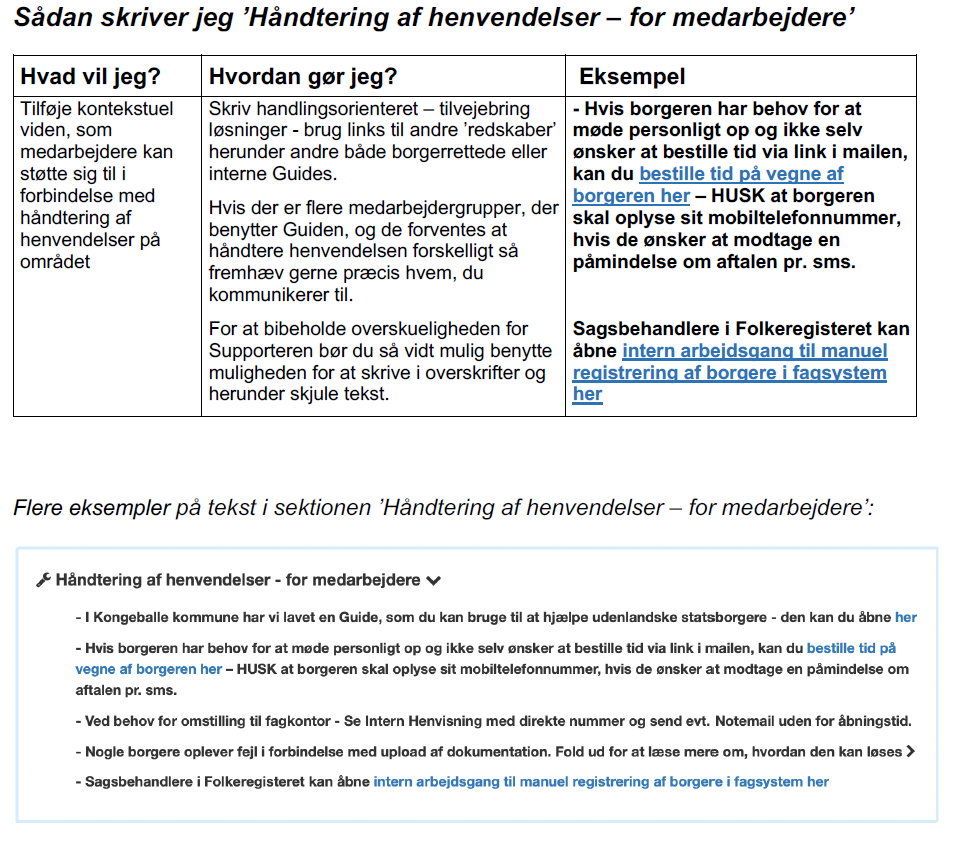 Sådan skriver jeg ’Håndtering af henvendelser – for medarbejdere’
Hvad vil jeg?
Hvordan gør jeg?
Eksempel
Tilføje kontekstuel
viden, som
medarbejdere kan
støtte sig til i
forbindelse med
håndtering af
henvendelser på
området
Skriv handlingsorienteret – tilvejebring
løsninger - brug links til andre ’redskaber’
herunder andre både borgerrettede eller
interne Guides.
Hvis der er flere medarbejdergrupper, der
benytter Guiden, og de forventes at
håndtere henvendelsen forskelligt så
fremhæv gerne præcis hvem, du
kommunikerer til.
For at bibeholde overskueligheden for
Supporteren bør du så vidt mulig benytte
muligheden for at skrive i overskrifter og
herunder skjule tekst.
- Hvis borgeren har behov for at
møde personligt op og ikke selv
ønsker at bestille tid via link i mailen,
kan du bestille tid på vegne af
borgeren her – HUSK at borgeren
skal oplyse sit mobiltelefonnummer,
hvis de ønsker at modtage en
påmindelse om aftalen pr. sms.
Sagsbehandlere i Folkeregisteret kan
åbne intern arbejdsgang til manuel
registrering af borgere i fagsystem
her
Flere eksempler på tekst i sektionen ’Håndtering af henvendelser – for medarbejdere’:
Håndtering af henvendelser - for medarbejdere
- I Kongeballe kommune har vi lavet en Guide, som du kan bruge til at hjælpe udenlandske statsborgere - den kan du åbne her
- Hvis borgeren har behov for at møde personligt op og ikke selv ønsker at bestille tid via link i mailen, kan du bestille tid på
vegne af borgeren her – HUSK at borgeren skal oplyse sit mobiltelefonnummer, hvis de ønsker at modtage en påmindelse om
aftalen pr. sms.
- Ved behov for omstilling til fagkontor - Se Intern Henvisning med direkte nummer og send evt. Notemail uden for åbningstid.
- Nogle borgere oplever fejl i forbindelse med upload af dokumentation. Fold ud for at læse mere om, hvordan den kan løses
- Sagsbehandlere i Folkeregisteret kan åbne intern arbejdsgang til manuel registrering af borgere i fagsystem her